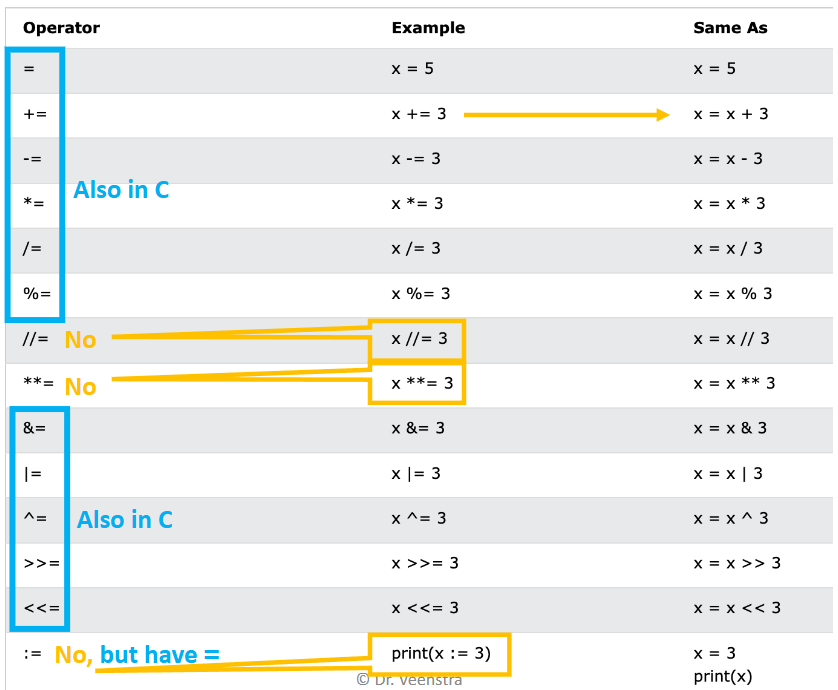 Operator Example Same As
= x = 5 x = 5
+= x += 3 x = x + 3
-= x -= 3 x = x - 3
Also in C
*= x *= 3 x = x * 3
/= x /= 3 x = x / 3
%= x %= 3 x = x % 3
//= No x //= 3 x = x // 3
**= No x **= 3 x = x ** 3
&= x &= 3 x = x & 3
|= x |= 3 x = x | 3
^= Also in C x ^= 3 x = x ^ 3
>>= x >>= 3 x = x >> 3
<<= x <<= 3 x = x << 3
:= No, but have = print(x := 3) x = 3
© Dr. Veenstra print(x)